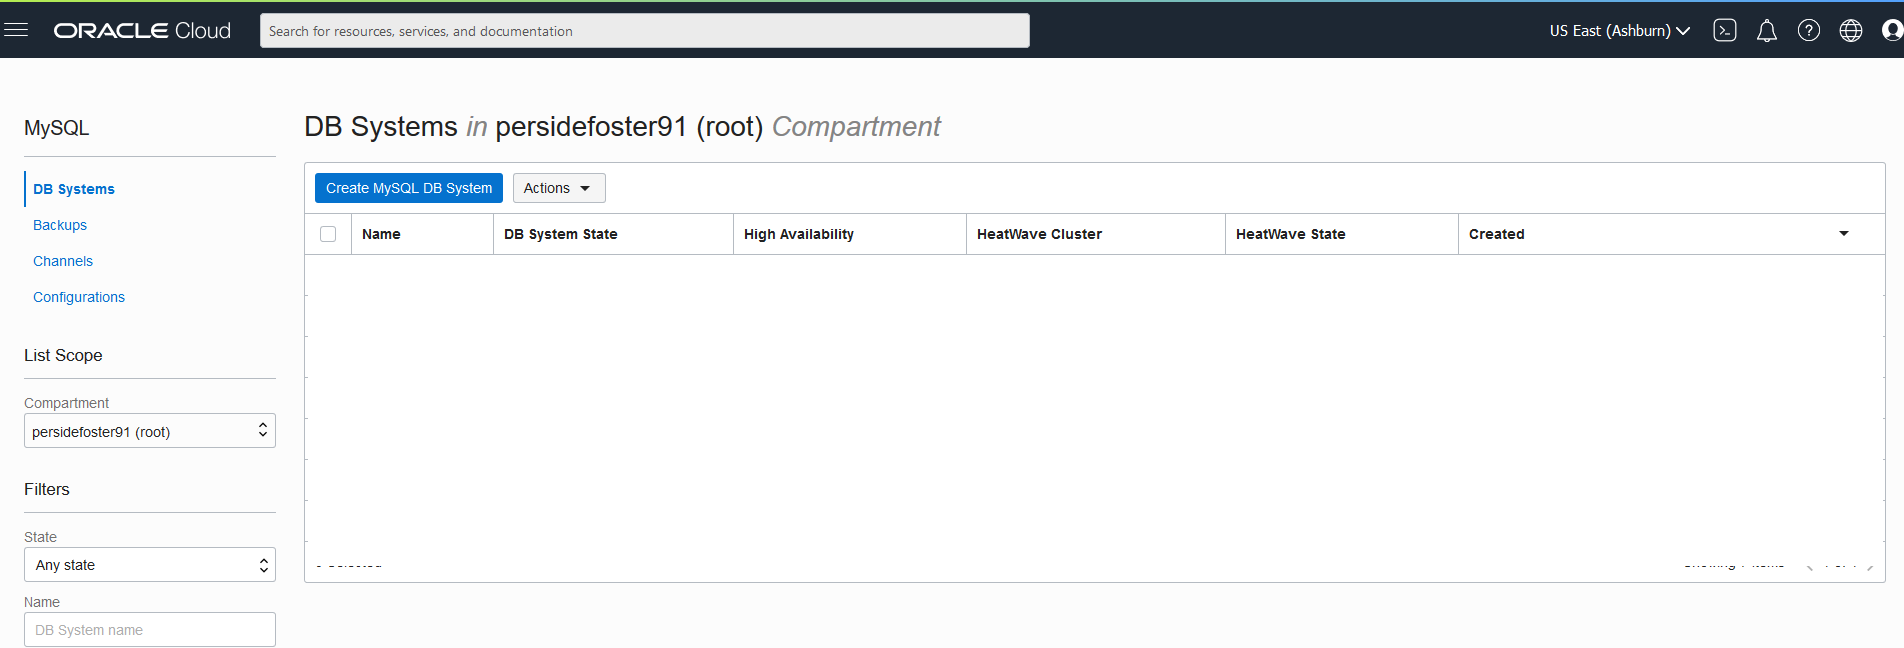 ORACLE Cloud
Search for resources, services, and documentation
US East (Ashburn)
MySQL
DB Systems
Backups
Channels
Configurations
List Scope
Compartment
persidefoster91 (root)
Filters
State
Any state
Name
DB System name
DB Systems in persidefoster91 (root) Compartment
Create MySQL DB System
Actions
Name DB System State High Availability HeatWave Cluster HeatWave State Created